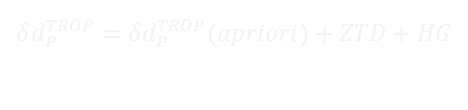 δd_P^TROP = δd_P^TROP (apriori) + ZTD + HG